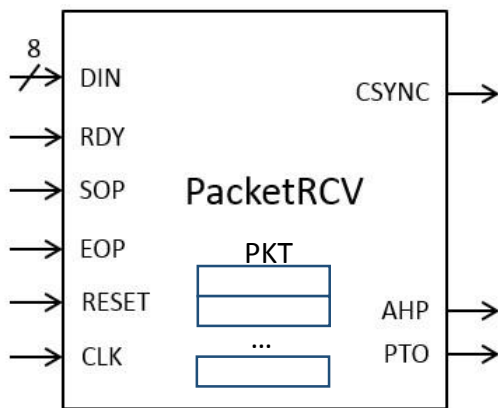 8
DIN
CSYNC
RDY
SOP
PacketRCV
EOP
PKT
RESET
AHP
...
CLK
PTO